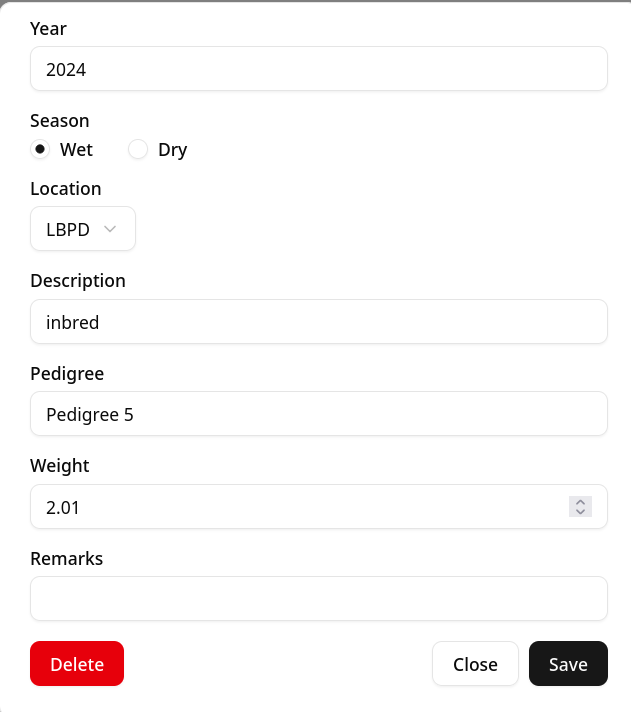 Year
2024
Season
Wet Dry
Location
LBPD
Description
inbred
Pedigree
Pedigree 5
Weight
2.01
Remarks
Delete Close Save